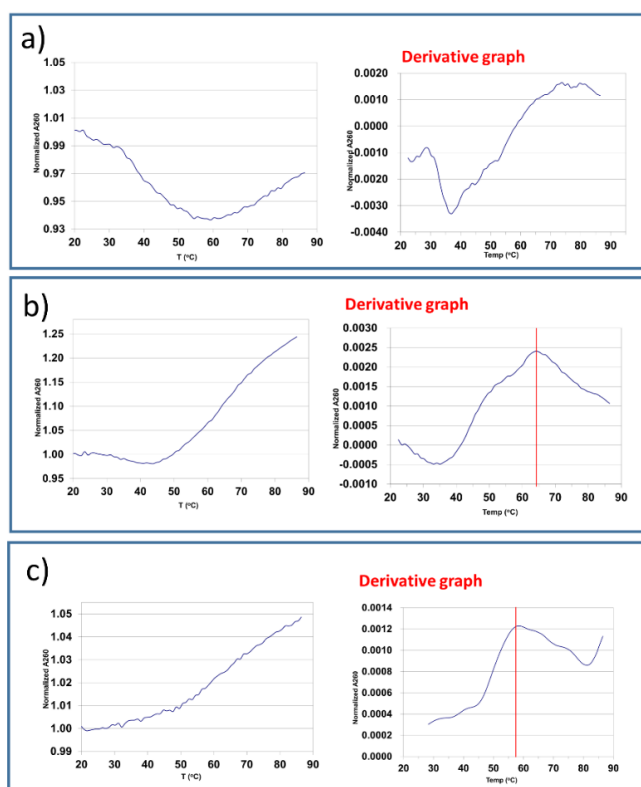 a)
Derivative graph
1.05
1.03
1.01
0.99
0.97
0.95
0.93
Normalized A260
20 30 40 50 60 70 80 90
T (°C)
0.0020
0.0010
0.0000
-0.0010
-0.0020
-0.0030
-0.0040
Normalized A260
20 30 40 50 60 70 80 90
Temp (°C)
b)
Derivative graph
1.25
1.20
1.15
1.10
1.05
1.00
0.95
Normalized A260
20 30 40 50 60 70 80 90
T (°C)
0.0030
0.0025
0.0020
0.0015
0.0010
0.0005
0.0000
-0.0005
-0.0010
Normalized A260
20 30 40 50 60 70 80 90
Temp (°C)
c)
Derivative graph
1.05
1.04
1.03
1.02
1.01
1.00
0.99
Normalized A260
20 30 40 50 60 70 80 90
T (°C)
0.0014
0.0012
0.0010
0.0008
0.0006
0.0004
0.0002
0.0000
Normalized A260
20 30 40 50 60 70 80 90
Temp (°C)